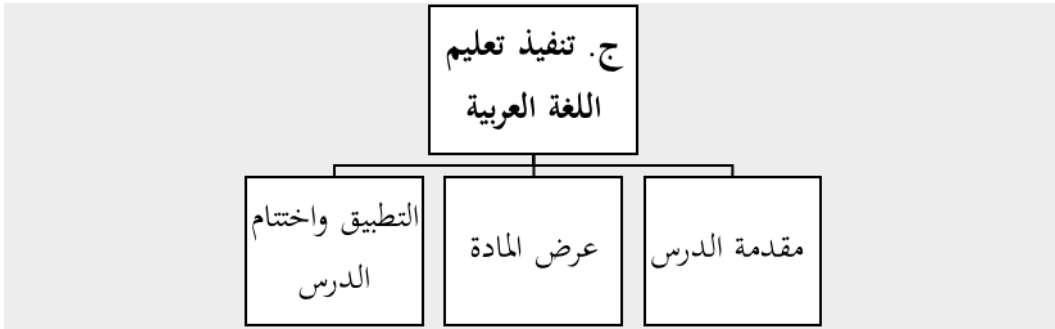 ج. تنفيذ تعليم
اللغة العربية
مقدمة الدرس
عرض المادة
التطبيق واختتام
الدرس